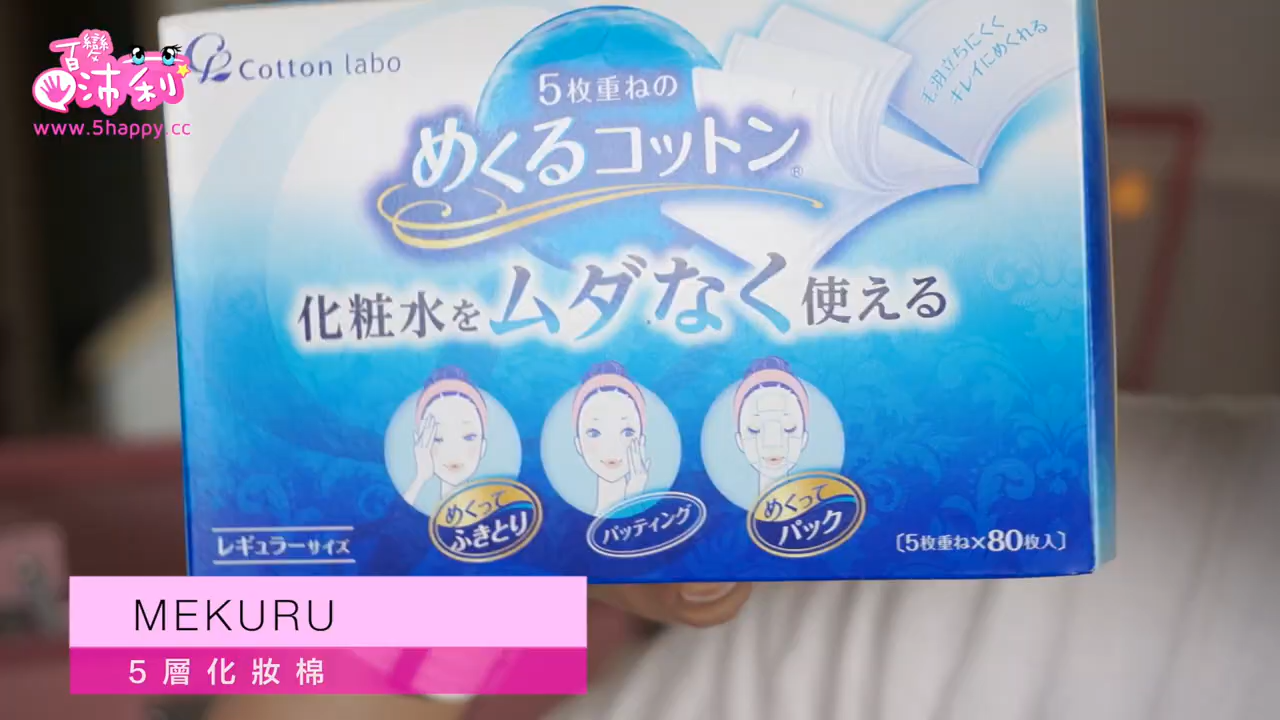 百變
沛利
www.5happy.cc
Cotton labo
5枚重ねの
めくるコットン®
毛羽立ちにくく
キレイにめくれる
化粧水をムダなく使える
めくって
ふきとり
パッティング
めくって
パック
レギュラーサイズ
〔5枚重ね×80枚入〕
MEKURU
5層化妝棉